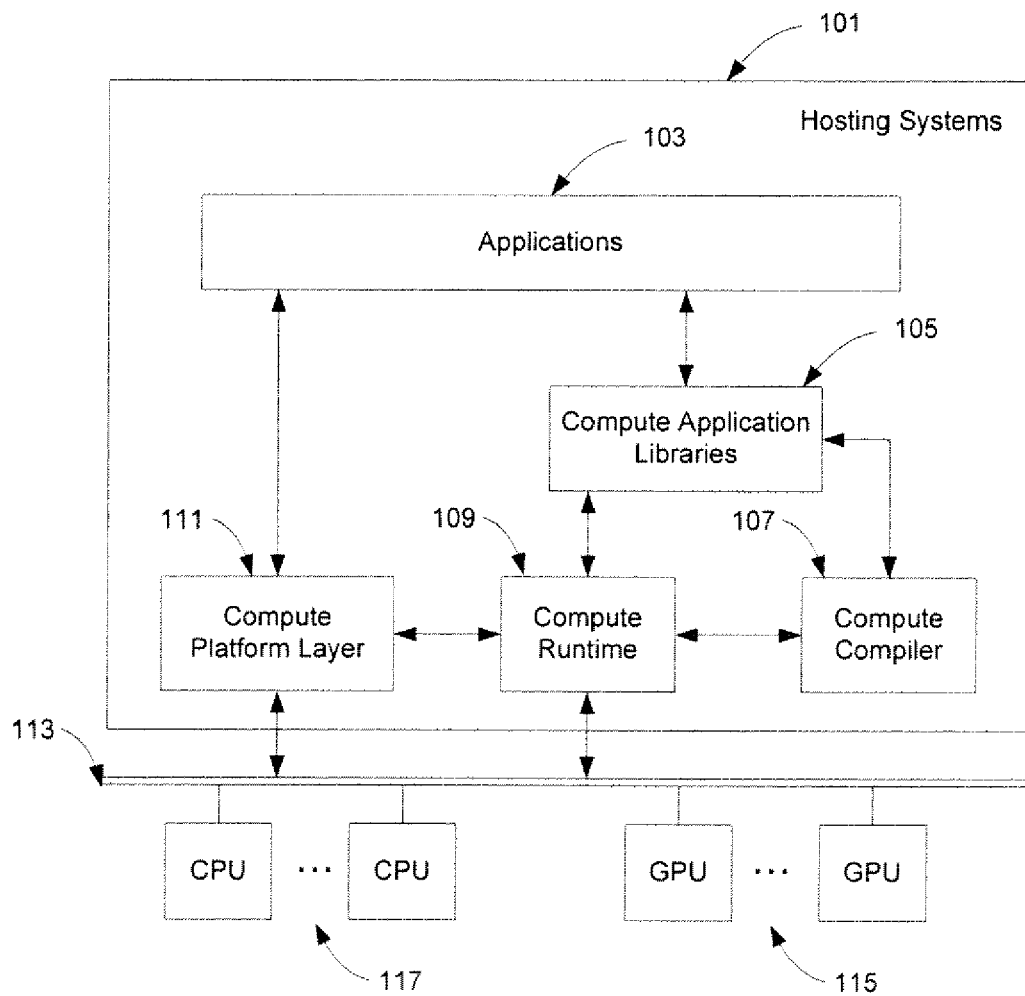 101
Hosting Systems
103
Applications
105
Compute Application
Libraries
111
109
107
Compute
Platform Layer
Compute
Runtime
Compute
Compiler
113
CPU
...
CPU
GPU
...
GPU
117
115